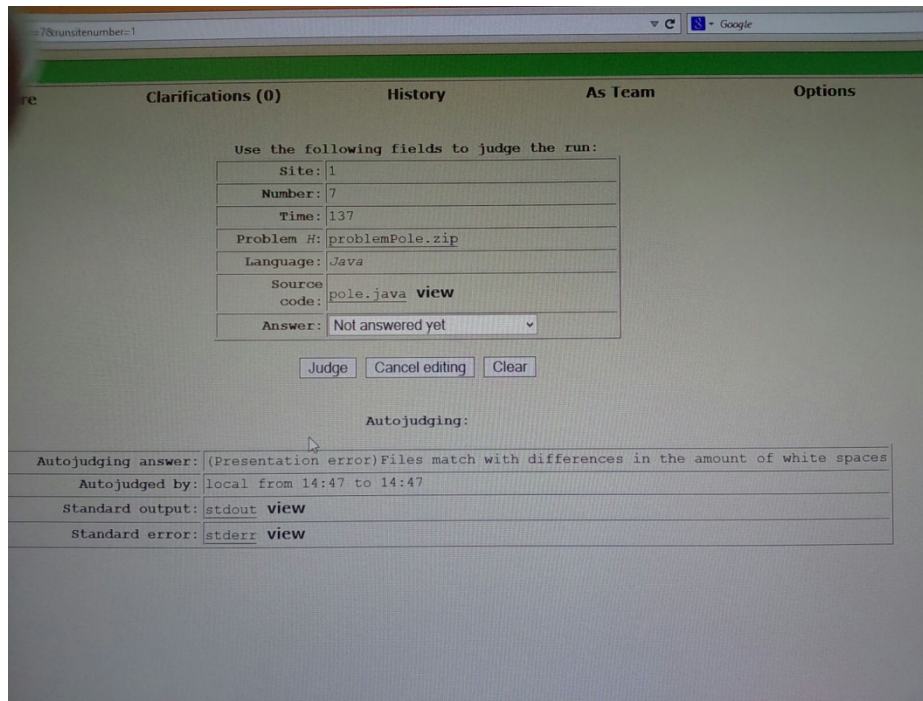 =7&runsitenumber=1
Google
re Clarifications (0) History As Team Options
Use the following fields to judge the run:
Site: 1
Number: 7
Time: 137
Problem H: problemPole.zip
Language: Java
Source
code: pole.java view
Answer: Not answered yet
Judge Cancel editing Clear
Autojudging:
Autojudging answer: (Presentation error)Files match with differences in the amount of white spaces
Autojudged by: local from 14:47 to 14:47
Standard output: stdout view
Standard error: stderr view